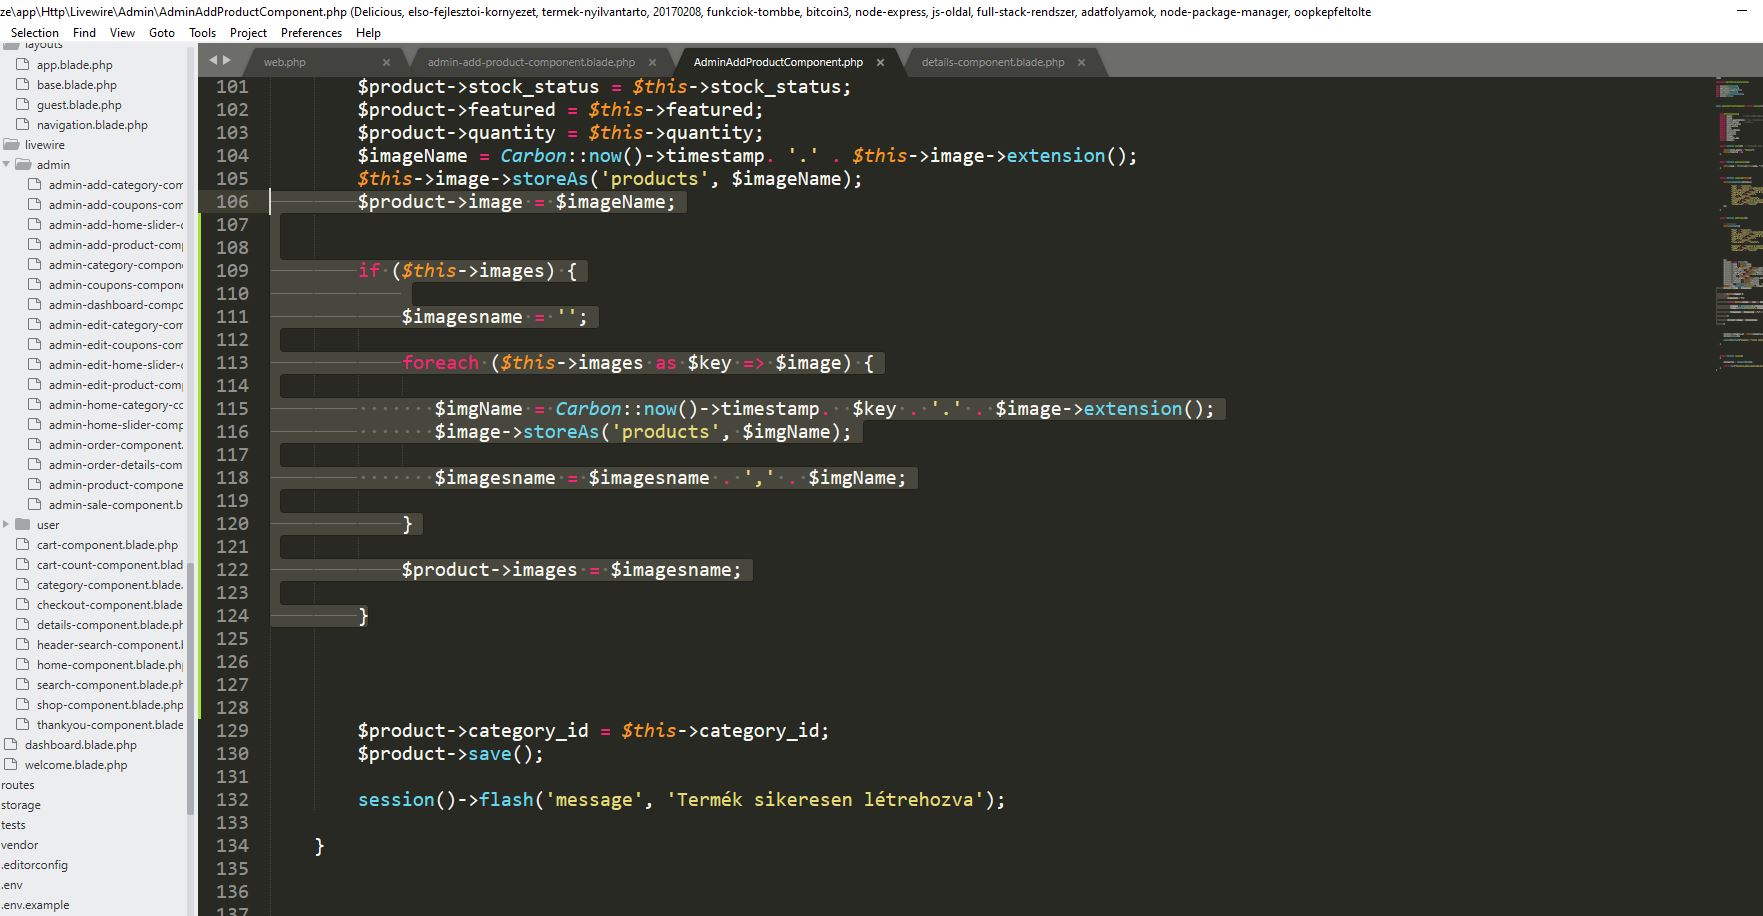 ze\app\Http\Livewire\Admin\AdminAddProductComponent.php (Delicious, elso-fejlesztoi-kornyezet, termek-nyilvantarto, 20170208, funkciok-tombbe, bitcoin3, node-express, js-oldal, full-stack-rendszer, adatfolyamok, node-package-manager, oopkepfeltolte
Selection Find View Goto Tools Project Preferences Help
layouts
app.blade.php
base.blade.php
guest.blade.php
navigation.blade.php
livewire
admin
admin-add-category-com
admin-add-coupons-com
admin-add-home-slider-c
admin-add-product-comp
admin-category-componen
admin-coupons-compone
admin-dashboard-compo
admin-edit-category-com
admin-edit-coupons-com
admin-edit-home-slider-c
admin-edit-product-comp
admin-home-category-co
admin-home-slider-comp
admin-order-component.
admin-order-details-com
admin-product-compone
admin-sale-component.b
user
cart-component.blade.php
cart-count-component.blad
category-component.blade.
checkout-component.blade
details-component.blade.ph
header-search-component.b
home-component.blade.php
search-component.blade.ph
shop-component.blade.php
thankyou-component.blade
dashboard.blade.php
welcome.blade.php
routes
storage
tests
vendor
.editorconfig
.env
.env.example
web.php × admin-add-product-component.blade.php × AdminAddProductComponent.php × details-component.blade.php ×
101 $product->stock_status = $this->stock_status;
102 $product->featured = $this->featured;
103 $product->quantity = $this->quantity;
104 $imageName = Carbon::now()->timestamp. '.' . $this->image->extension();
105 $this->image->storeAs('products', $imageName);
106 $product->image = $imageName;
107
108
109 if ($this->images) {
110
111 $imagesname = '';
112
113 foreach ($this->images as $key => $image) {
114
115 $imgName = Carbon::now()->timestamp. $key . '.' . $image->extension();
116 $image->storeAs('products', $imgName);
117
118 $imagesname = $imagesname . ',' . $imgName;
119
120 }
121
122 $product->images = $imagesname;
123
124 }
125
126
127
128
129 $product->category_id = $this->category_id;
130 $product->save();
131
132 session()->flash('message', 'Termék sikeresen létrehozva');
133
134 }
135
136
137